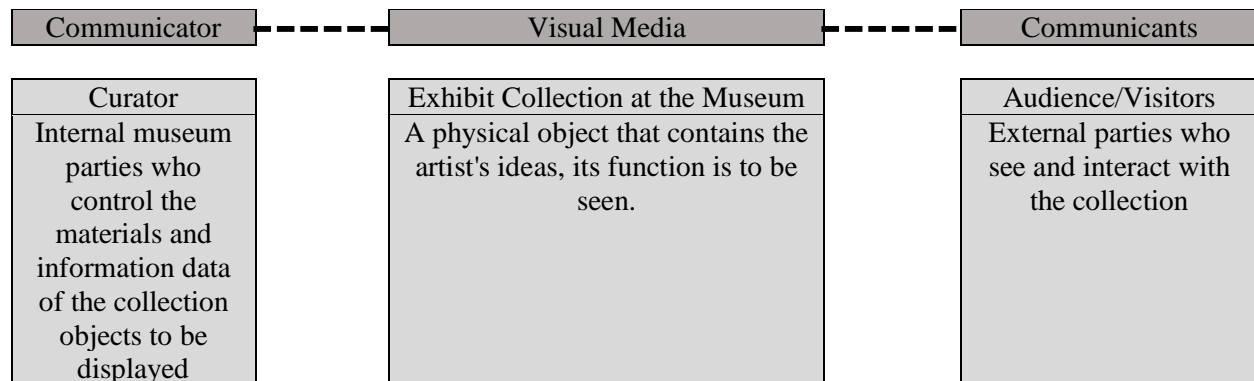 Communicator
Visual Media
Communicants
Curator
Internal museum
parties who
control the
materials and
information data
of the collection
objects to be
displayed
Exhibit Collection at the Museum
A physical object that contains the
artist's ideas, its function is to be
seen.
Audience/Visitors
External parties who
see and interact with
the collection